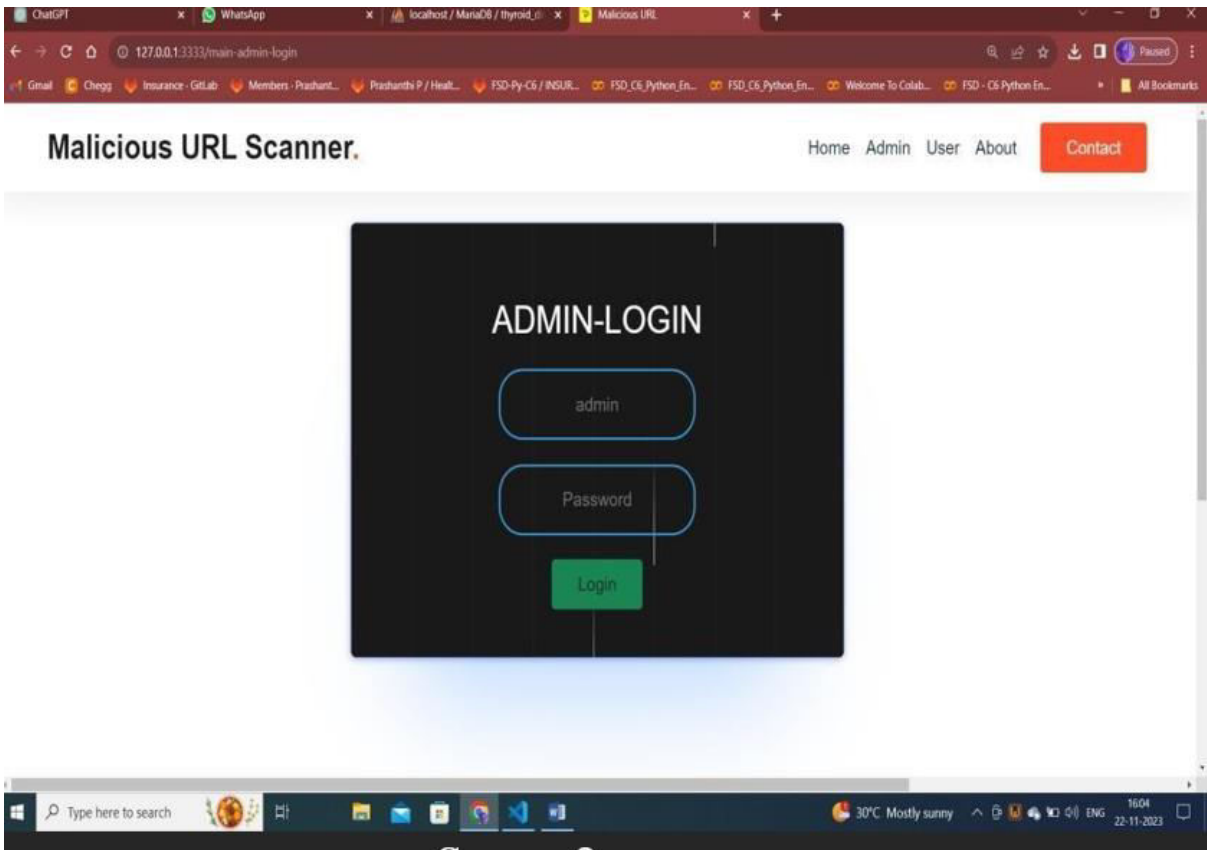 ChatGPT WhatsApp localhost / MariaDB / thyroid_d Malicious URL
127.0.0.1:3333/main-admin-login Paused
Gmail Chegg Insurance · GitLab Members · Prashant... Prashanthi P / Healt... FSD-Py-C6 / INSUR... FSD_C6_Python_En... FSD_C6_Python_En... Welcome To Colab... FSD - C6 Python En... » All Bookmarks
Malicious URL Scanner.
Home Admin User About Contact
ADMIN-LOGIN
admin
Password
Login
Type here to search 30°C Mostly sunny ENG 16:04
22-11-2023